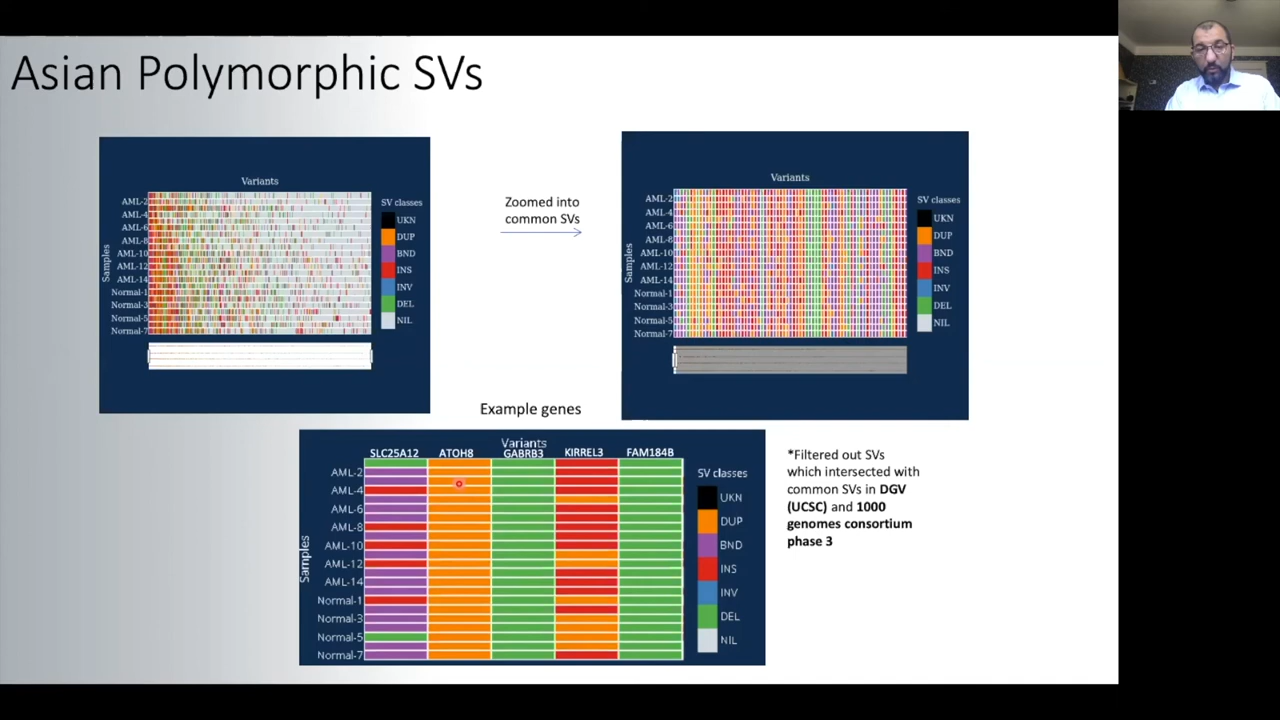 Asian Polymorphic SVs
Variants
Samples
AML-2
AML-4
AML-6
AML-8
AML-10
AML-12
AML-14
Normal-1
Normal-3
Normal-5
Normal-7
SV classes
UKN
DUP
BND
INS
INV
DEL
NIL
Zoomed into
common SVs
Variants
Samples
AML-2
AML-4
AML-6
AML-8
AML-10
AML-12
AML-14
Normal-1
Normal-3
Normal-5
Normal-7
SV classes
UKN
DUP
BND
INS
INV
DEL
NIL
Example genes
Variants
SLC25A12 ATOH8 GABRB3 KIRREL3 FAM184B
Samples
AML-2
AML-4
AML-6
AML-8
AML-10
AML-12
AML-14
Normal-1
Normal-3
Normal-5
Normal-7
SV classes
UKN
DUP
BND
INS
INV
DEL
NIL
*Filtered out SVs
which intersected with
common SVs in DGV
(UCSC) and 1000
genomes consortium
phase 3